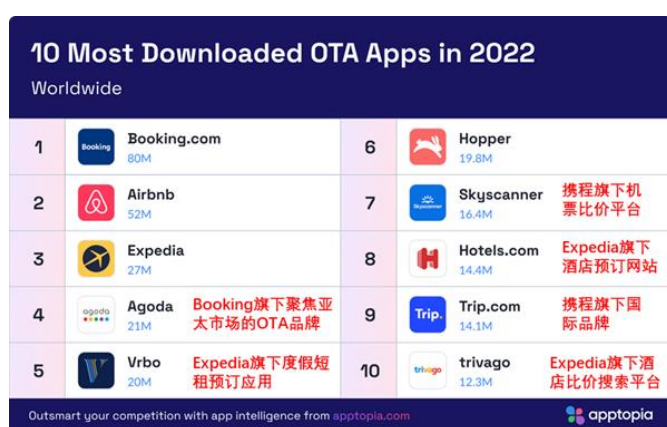 10 Most Downloaded OTA Apps in 2022
Worldwide
1
Booking
Booking.com
80M
2
Airbnb
52M
3
Expedia
27M
4
agoda
Agoda
21M
Booking旗下聚焦亚
太市场的OTA品牌
5
Vrbo
20M
Expedia旗下度假短
租预订应用
6
Hopper
19.8M
7
Skyscanner
Skyscanner
16.4M
携程旗下机
票比价平台
8
Hotels.com
14.4M
Expedia旗下
酒店预订网站
9
Trip.
Trip.com
14.1M
携程旗下国
际品牌
10
trivago
trivago
12.3M
Expedia旗下酒
店比价搜索平台
Outsmart your competition with app intelligence from apptopia.com
apptopia